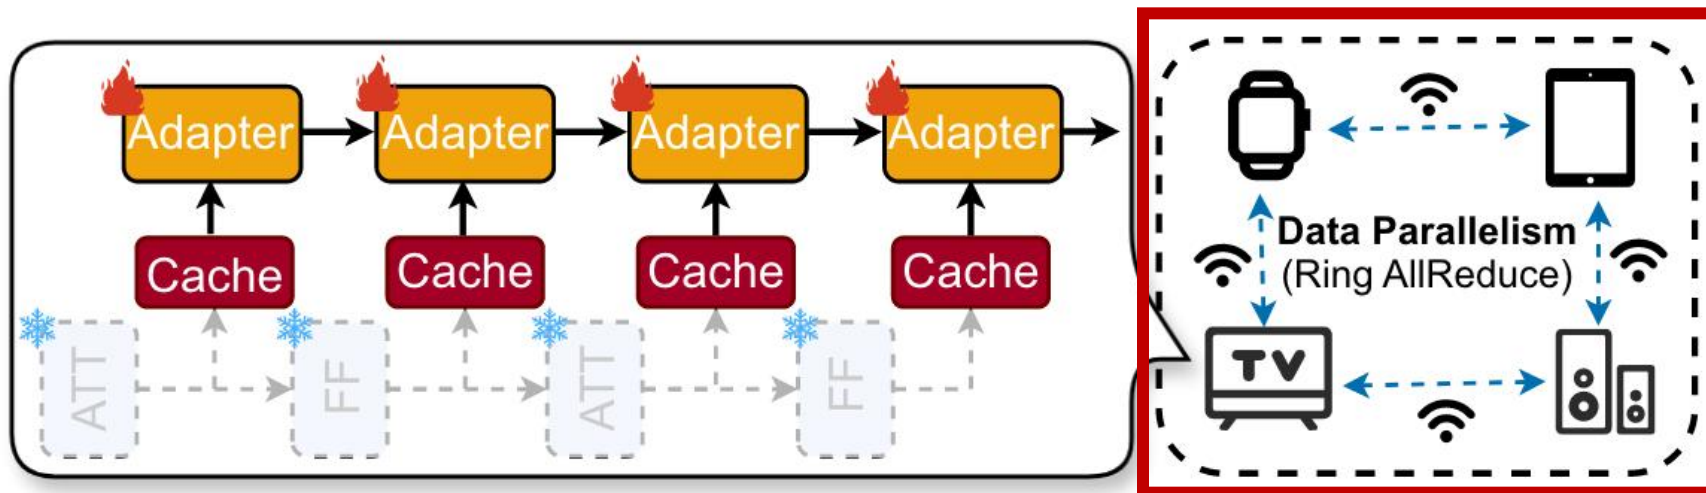 Adapter
Adapter
Adapter
Adapter
Cache
Cache
Cache
Cache
ATT
FF
ATT
FF
Data Parallelism
(Ring AllReduce)
TV